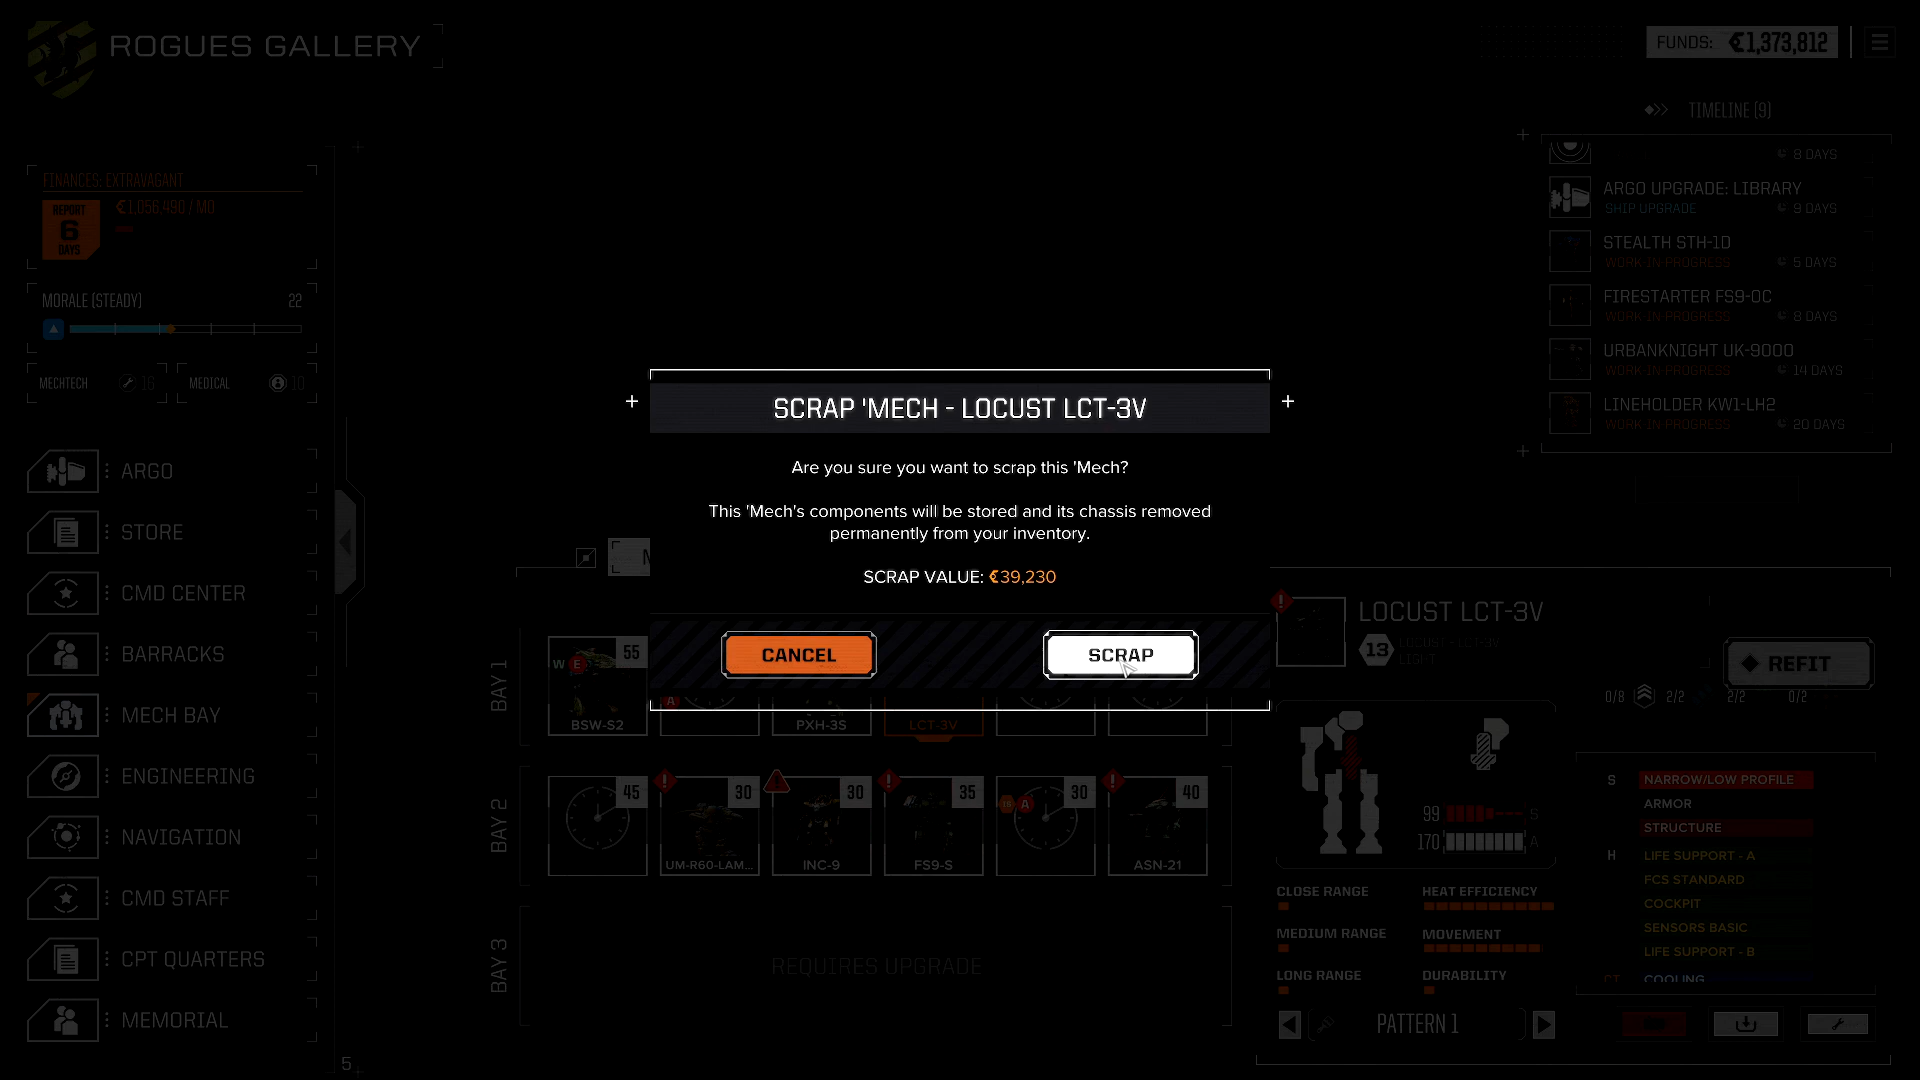 ROGUES GALLERY
FUNDS: 1,373,812
TIMELINE (9)
8 DAYS
ARGO UPGRADE: LIBRARY
SHIP UPGRADE
9 DAYS
STEALTH STH-1D
WORK-IN-PROGRESS
5 DAYS
FIRESTARTER FS9-OC
WORK-IN-PROGRESS
8 DAYS
URBANKNIGHT UK-9000
WORK-IN-PROGRESS
14 DAYS
LINEHOLDER KW1-LH2
WORK-IN-PROGRESS
20 DAYS
FINANCES: EXTRAVAGANT
REPORT
6
DAYS
1,056,490 / MO
MORALE (STEADY)
22
MECHTECH
16
MEDICAL
10
ARGO
STORE
CMD CENTER
BARRACKS
MECH BAY
ENGINEERING
NAVIGATION
CMD STAFF
CPT QUARTERS
MEMORIAL
5
SCRAP 'MECH - LOCUST LCT-3V
Are you sure you want to scrap this 'Mech?
This 'Mech's components will be stored and its chassis removed
permanently from your inventory.
SCRAP VALUE: 39,230
CANCEL
SCRAP
BAY 1
W E
55
BSW-S2
A
PXH-3S
LCT-3V
BAY 2
45
30
UM-R60-LAM...
30
INC-9
35
FS9-S
A
30
40
ASN-21
BAY 3
REQUIRES UPGRADE
LOCUST LCT-3V
13
LOCUST - LCT-3V
LIGHT
REFIT
0/8
2/2
2/2
0/2
99
S
170
A
CLOSE RANGE
HEAT EFFICIENCY
MEDIUM RANGE
MOVEMENT
LONG RANGE
DURABILITY
PATTERN 1
S
NARROW/LOW PROFILE
ARMOR
STRUCTURE
H
LIFE SUPPORT - A
FCS STANDARD
COCKPIT
SENSORS BASIC
LIFE SUPPORT - B
CT
COOLING